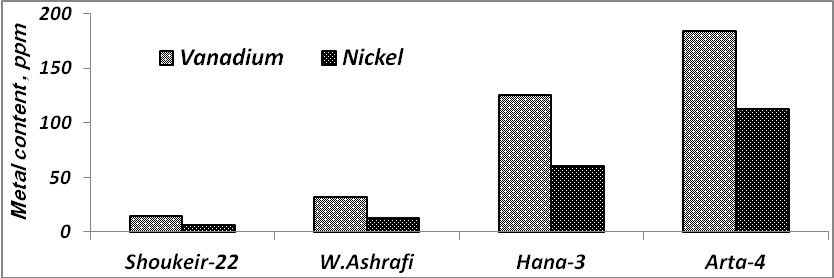 200
Vanadium Nickel
150
100
50
0
Metal content, ppm
Shoukeir-22 W.Ashrafi Hana-3 Arta-4